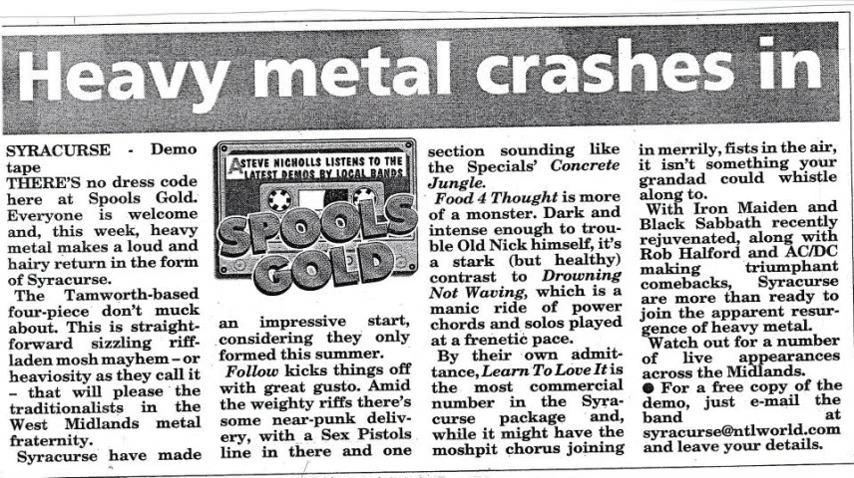 Heavy metal crashes in
SYRACURSE - Demo
tape
THERE'S no dress code
here at Spools Gold.
Everyone is welcome
and, this week, heavy
metal makes a loud and
hairy return in the form
of Syracurse.
The Tamworth-based
four-piece don't muck
about. This is straight-
forward sizzling riff-
laden mosh mayhem – or
heaviosity as they call it
– that will please the
traditionalists in the
West Midlands metal
fraternity.
Syracurse have made
STEVE NICHOLLS LISTENS TO THE
LATEST DEMOS BY LOCAL BANDS
A
SPOOLS
GOLD
an impressive start,
considering they only
formed this summer.
Follow kicks things off
with great gusto. Amid
the weighty riffs there's
some near-punk deliv-
ery, with a Sex Pistols
line in there and one
section sounding like
the Specials' Concrete
Jungle.
Food 4 Thought is more
of a monster. Dark and
intense enough to trou-
ble Old Nick himself, it's
a stark (but healthy)
contrast to Drowning
Not Waving, which is a
manic ride of power
chords and solos played
at a frenetic pace.
By their own admit-
tance, Learn To Love It is
the most commercial
number in the Syra-
curse package and,
while it might have the
moshpit chorus joining
in merrily, fists in the air,
it isn't something your
grandad could whistle
along to.
With Iron Maiden and
Black Sabbath recently
rejuvenated, along with
Rob Halford and AC/DC
making triumphant
comebacks, Syracurse
are more than ready to
join the apparent resur-
gence of heavy metal.
Watch out for a number
of live appearances
across the Midlands.
● For a free copy of the
demo, just e-mail the
band at
syracurse@ntlworld.com
and leave your details.